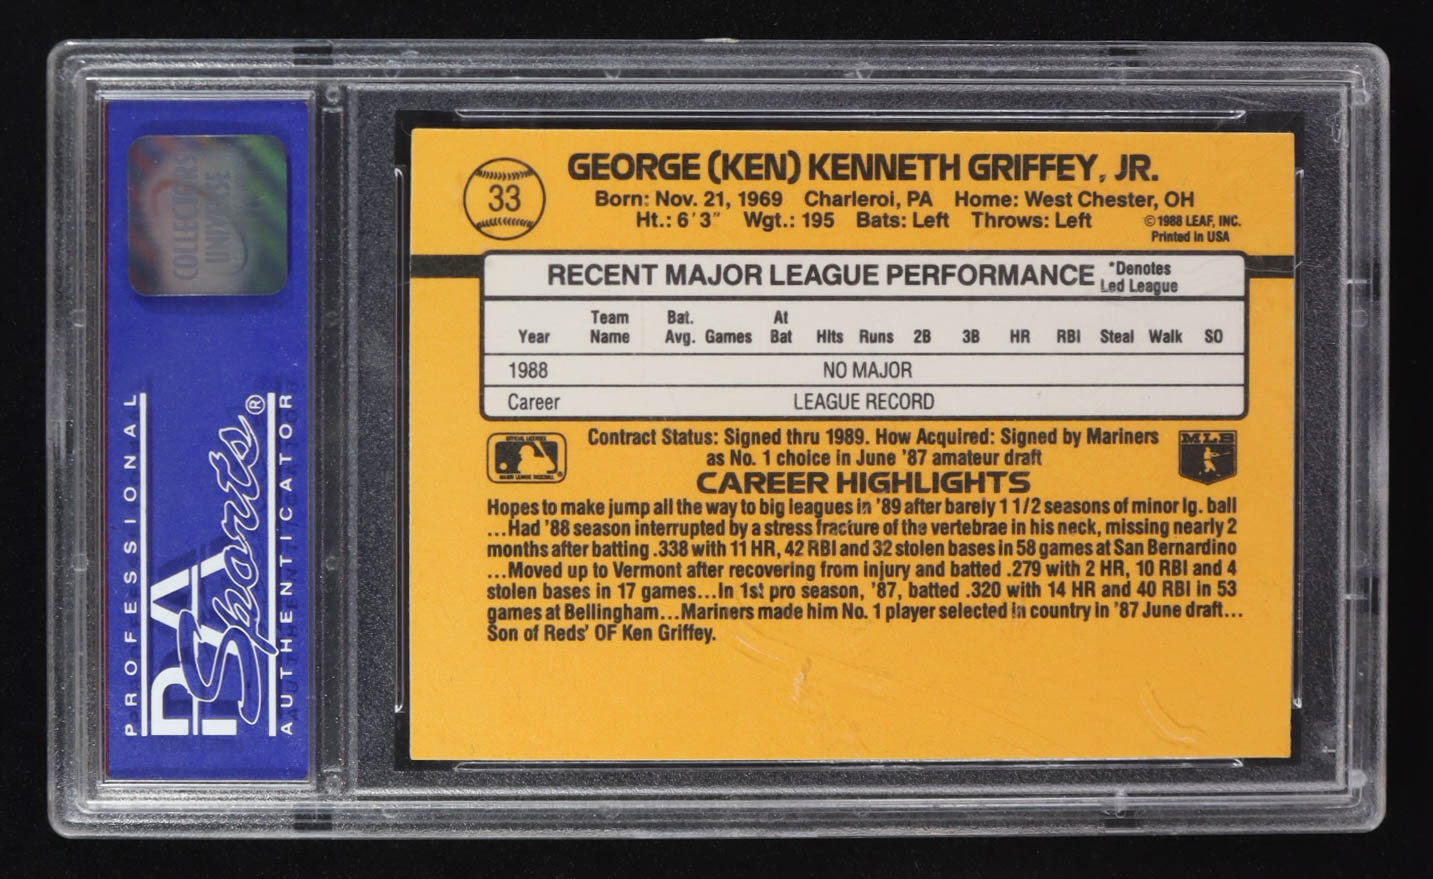 COLLECTORS
UNIVERSE
PROFESSIONAL
PSA
Sports®
AUTHENTICATOR
33
GEORGE (KEN) KENNETH GRIFFEY, JR.
Born: Nov. 21, 1969 Charleroi, PA Home: West Chester, OH
Ht.: 6'3" Wgt.: 195 Bats: Left Throws: Left
©1988 LEAF, INC.
Printed in USA
RECENT MAJOR LEAGUE PERFORMANCE
*Denotes
Led League
Year Team Name Bat. Avg. Games At Bat Hits Runs 2B 3B HR RBI Steal Walk SO
1988 NO MAJOR
Career LEAGUE RECORD
OFFICIAL LICENSEE
MAJOR LEAGUE BASEBALL
Contract Status: Signed thru 1989. How Acquired: Signed by Mariners
as No. 1 choice in June '87 amateur draft
MLB
CAREER HIGHLIGHTS
Hopes to make jump all the way to big leagues in '89 after barely 1 1/2 seasons of minor lg. ball
...Had '88 season interrupted by a stress fracture of the vertebrae in his neck, missing nearly 2
months after batting .338 with 11 HR, 42 RBI and 32 stolen bases in 58 games at San Bernardino
...Moved up to Vermont after recovering from injury and batted .279 with 2 HR, 10 RBI and 4
stolen bases in 17 games...In 1st pro season, '87, batted .320 with 14 HR and 40 RBI in 53
games at Bellingham...Mariners made him No. 1 player selected in country in '87 June draft...
Son of Reds' OF Ken Griffey.